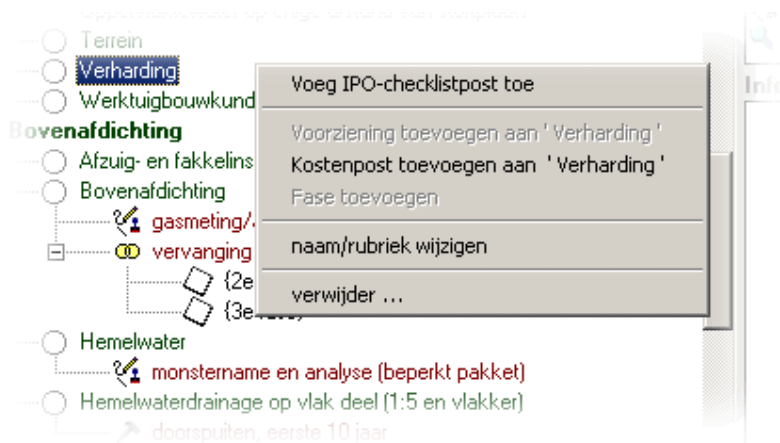 Terrein
Verharding
Werktuigbouwkund
Bovenafdichting
Afzuig- en fakkelins
Bovenafdichting
gasmeting/
vervanging
{2e
{3e
Hemelwater
monstername en analyse (beperkt pakket)
Hemelwaterdrainage op vlak deel (1:5 en vlakker)
doorspuiten, eerste 10 jaar
Voeg IPO-checklistpost toe
Voorziening toevoegen aan ' Verharding '
Kostenpost toevoegen aan ' Verharding '
Fase toevoegen
naam/rubriek wijzigen
verwijder ...
Inf